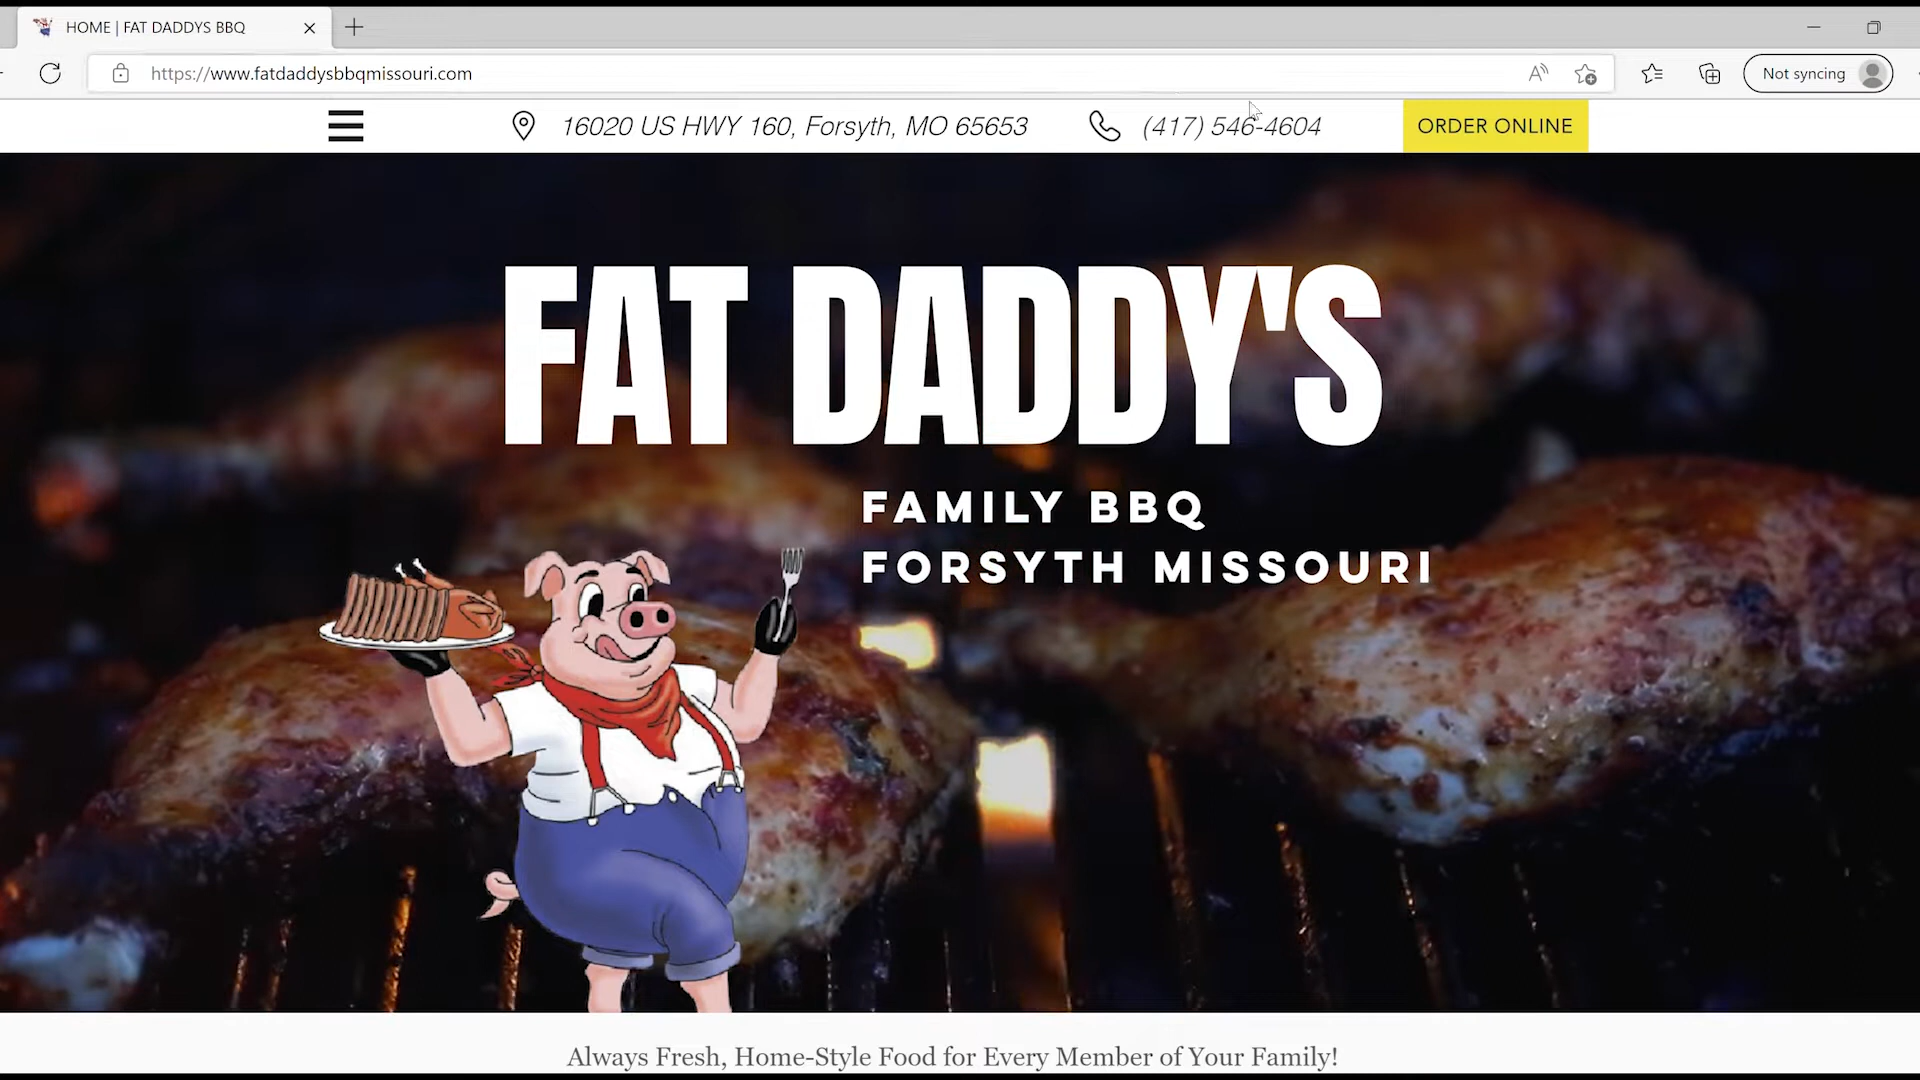 HOME | FAT DADDYS BBQ
https://www.fatdaddysbbqmissouri.com
Not syncing
16020 US HWY 160, Forsyth, MO 65653
(417) 546-4604
ORDER ONLINE
FAT DADDY'S
FAMILY BBQ
FORSYTH MISSOURI
Always Fresh, Home-Style Food for Every Member of Your Family!